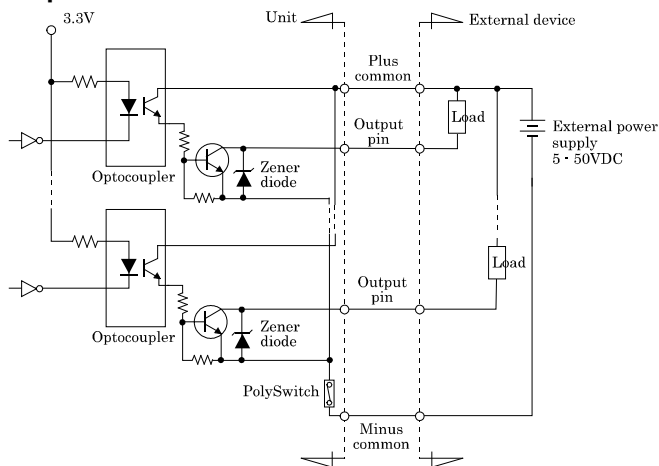 3.3V
Unit
External device
Plus
common
Load
Output
pin
External power
supply
5 - 50VDC
Zener
diode
Optocoupler
Load
Output
pin
Zener
diode
Optocoupler
PolySwitch
Minus
common